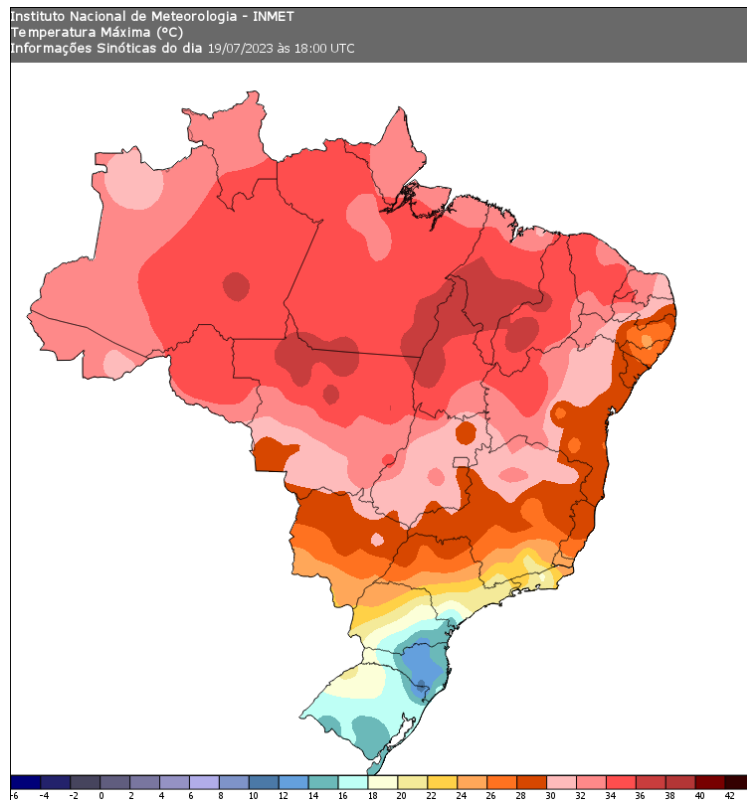 Instituto Nacional de Meteorologia - INMET
Temperatura Máxima (ºC)
Informações Sinóticas do dia 19/07/2023 às 18:00 UTC
-6 -4 -2 0 2 4 6 8 10 12 14 16 18 20 22 24 26 28 30 32 34 36 38 40 42